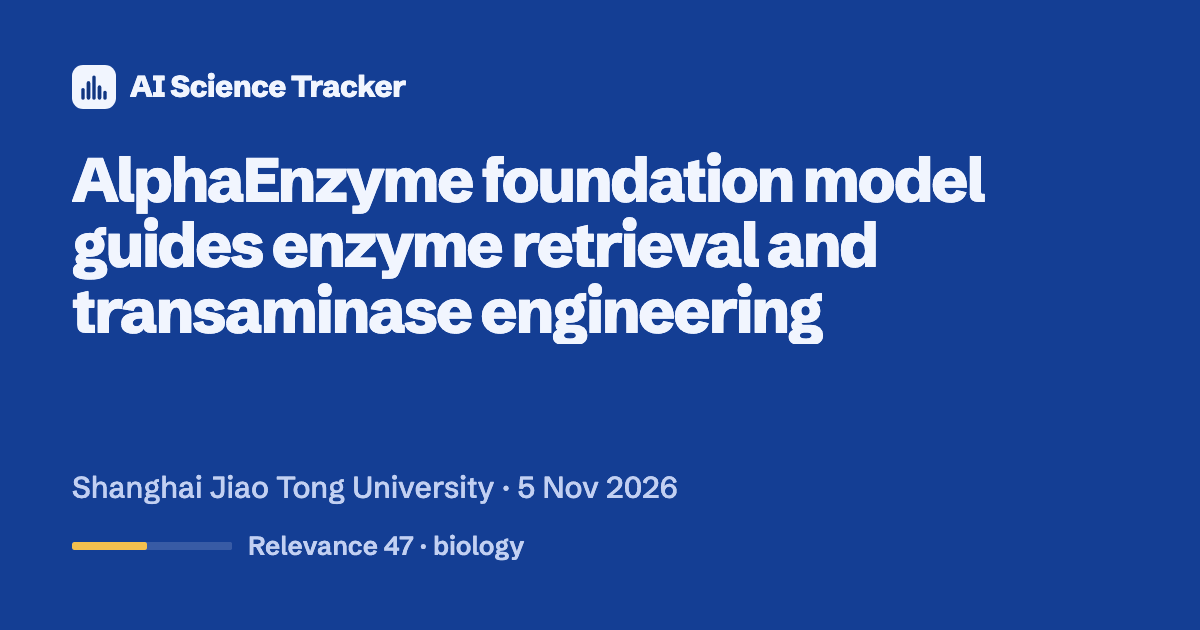 AI Science Tracker
AlphaEnzyme foundation model
guides enzyme retrieval and
transaminase engineering
Shanghai Jiao Tong University · 5 Nov 2026
Relevance 47 · biology